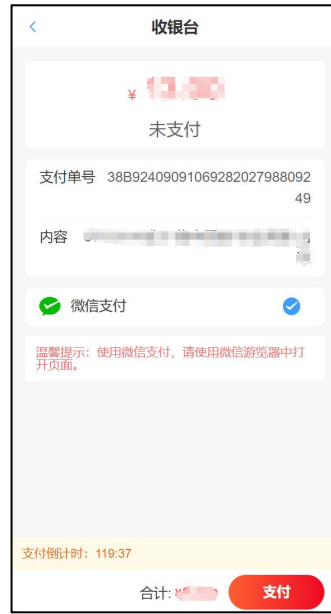 收银台
¥
未支付
支付单号 38B92409091069282027988092
49
内容
微信支付
温馨提示：使用微信支付，请使用微信游览器中打
开页面。
支付倒计时：119:37
合计: ¥
支付